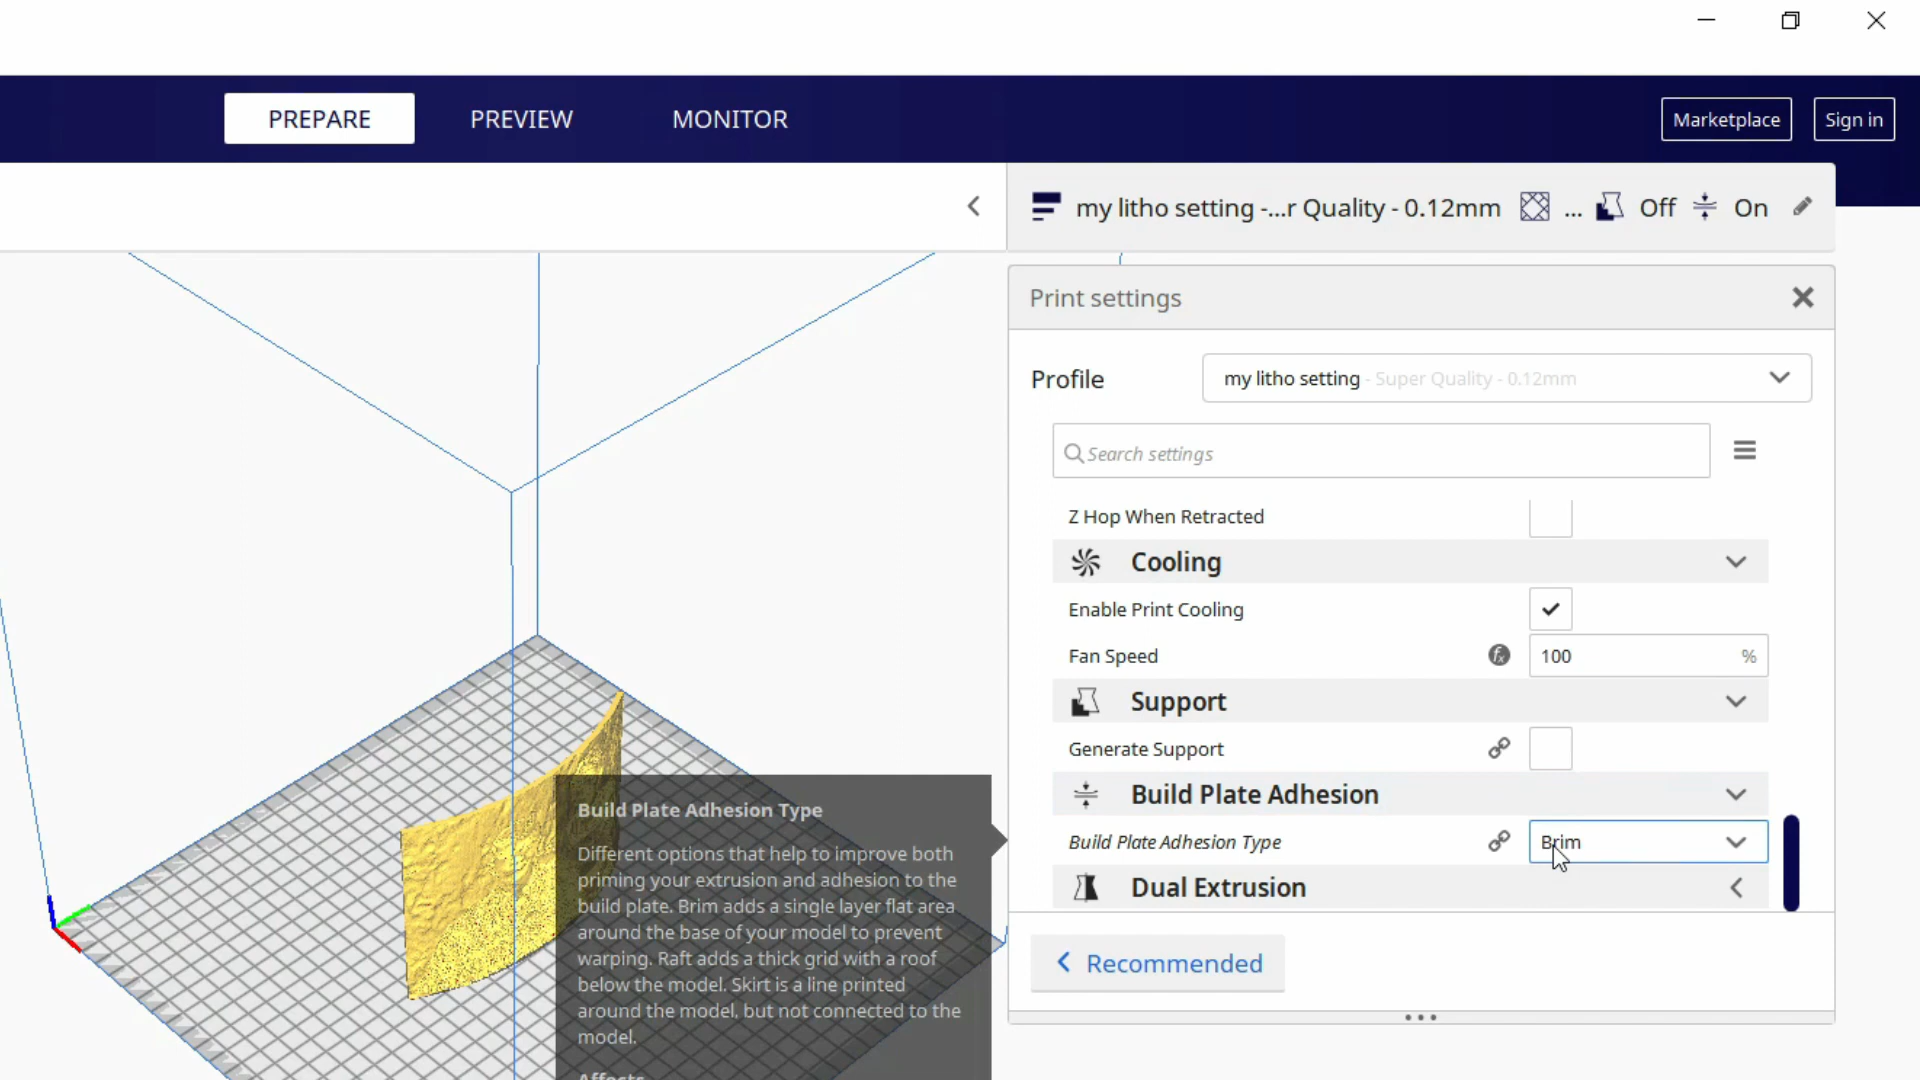 PREPARE PREVIEW MONITOR Marketplace Sign in
my litho setting -...r Quality - 0.12mm ... Off On
Print settings
Profile my litho setting - Super Quality - 0.12mm
Search settings
Z Hop When Retracted
Cooling
Enable Print Cooling
Fan Speed 100 %
Support
Generate Support
Build Plate Adhesion
Build Plate Adhesion Type Brim
Dual Extrusion
Recommended
Build Plate Adhesion Type
Different options that help to improve both
priming your extrusion and adhesion to the
build plate. Brim adds a single layer flat area
around the base of your model to prevent
warping. Raft adds a thick grid with a roof
below the model. Skirt is a line printed
around the model, but not connected to the
model.
Affects